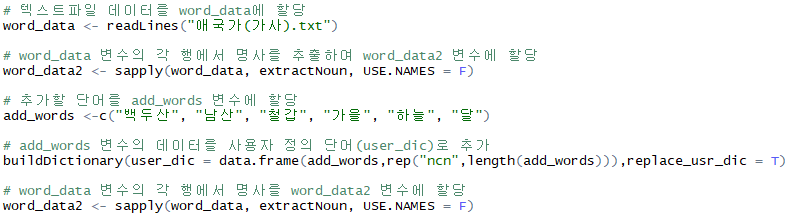 # 텍스트파일 데이터를 word_data에 할당
word_data <- readLines("애국가(가사).txt")
# word_data 변수의 각 행에서 명사를 추출하여 word_data2 변수에 할당
word_data2 <- sapply(word_data, extractNoun, USE.NAMES = F)
# 추가할 단어를 add_words 변수에 할당
add_words <-c("백두산", "남산", "철갑", "가을", "하늘", "달")
# add_words 변수의 데이터를 사용자 정의 단어(user_dic)로 추가
buildDictionary(user_dic = data.frame(add_words,rep("ncn",length(add_words))),replace_usr_dic = T)
# word_data 변수의 각 행에서 명사를 word_data2 변수에 할당
word_data2 <- sapply(word_data, extractNoun, USE.NAMES = F)